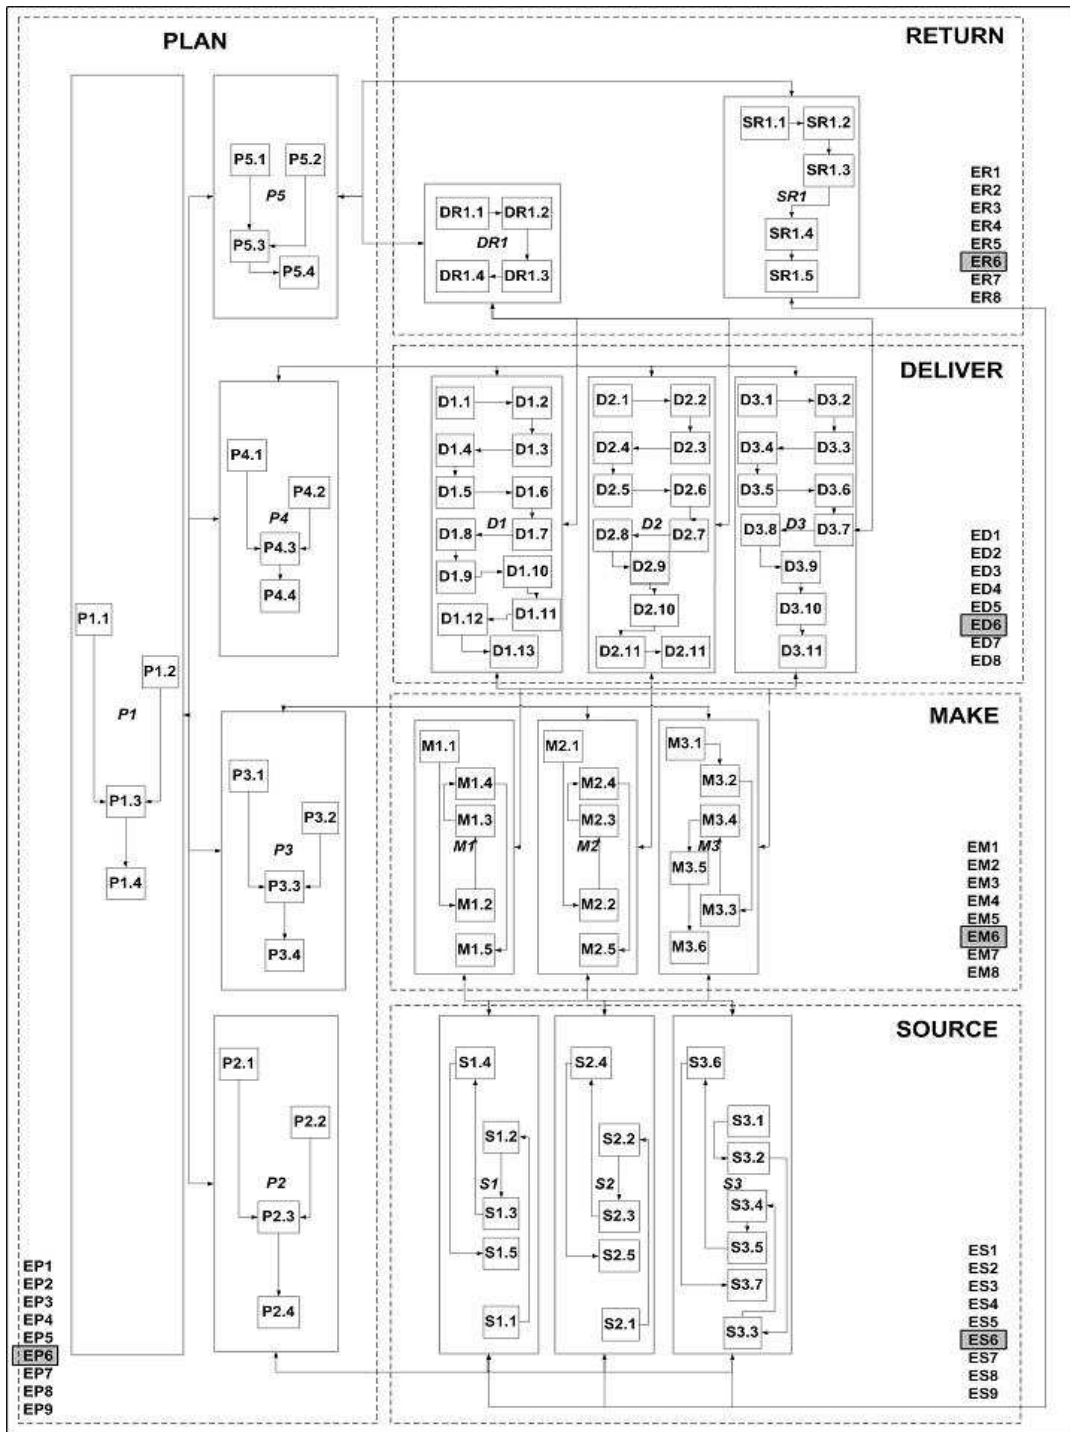 PLAN
P1.1
P1.2
P1
P1.3
P1.4
P5.1 P5.2
P5
P5.3
P5.4
P4.1
P4.2
P4
P4.3
P4.4
P3.1
P3.2
P3
P3.3
P3.4
P2.1
P2.2
P2
P2.3
P2.4
EP1
EP2
EP3
EP4
EP5
EP6
EP7
EP8
EP9
RETURN
DR1.1 DR1.2
DR1
DR1.4 DR1.3
SR1.1 SR1.2
SR1.3
SR1
SR1.4
SR1.5
ER1
ER2
ER3
ER4
ER5
ER6
ER7
ER8
DELIVER
D1.1 D1.2
D1.4 D1.3
D1.5 D1.6
D1
D1.8 D1.7
D1.9 D1.10
D1.12 D1.11
D1.13
D2.1 D2.2
D2.4 D2.3
D2.5 D2.6
D2
D2.8 D2.7
D2.9
D2.10
D2.11 D2.11
D3.1 D3.2
D3.4 D3.3
D3.5 D3.6
D3
D3.8 D3.7
D3.9
D3.10
D3.11
ED1
ED2
ED3
ED4
ED5
ED6
ED7
ED8
MAKE
M1.1
M1.4
M1.3
M1
M1.2
M1.5
M2.1
M2.4
M2.3
M2
M2.2
M2.5
M3.1
M3.2
M3.4
M3
M3.5
M3.3
M3.6
EM1
EM2
EM3
EM4
EM5
EM6
EM7
EM8
SOURCE
S1.4
S1.2
S1
S1.3
S1.5
S1.1
S2.4
S2.2
S2
S2.3
S2.5
S2.1
S3.6
S3.1
S3.2
S3
S3.4
S3.5
S3.7
S3.3
ES1
ES2
ES3
ES4
ES5
ES6
ES7
ES8
ES9